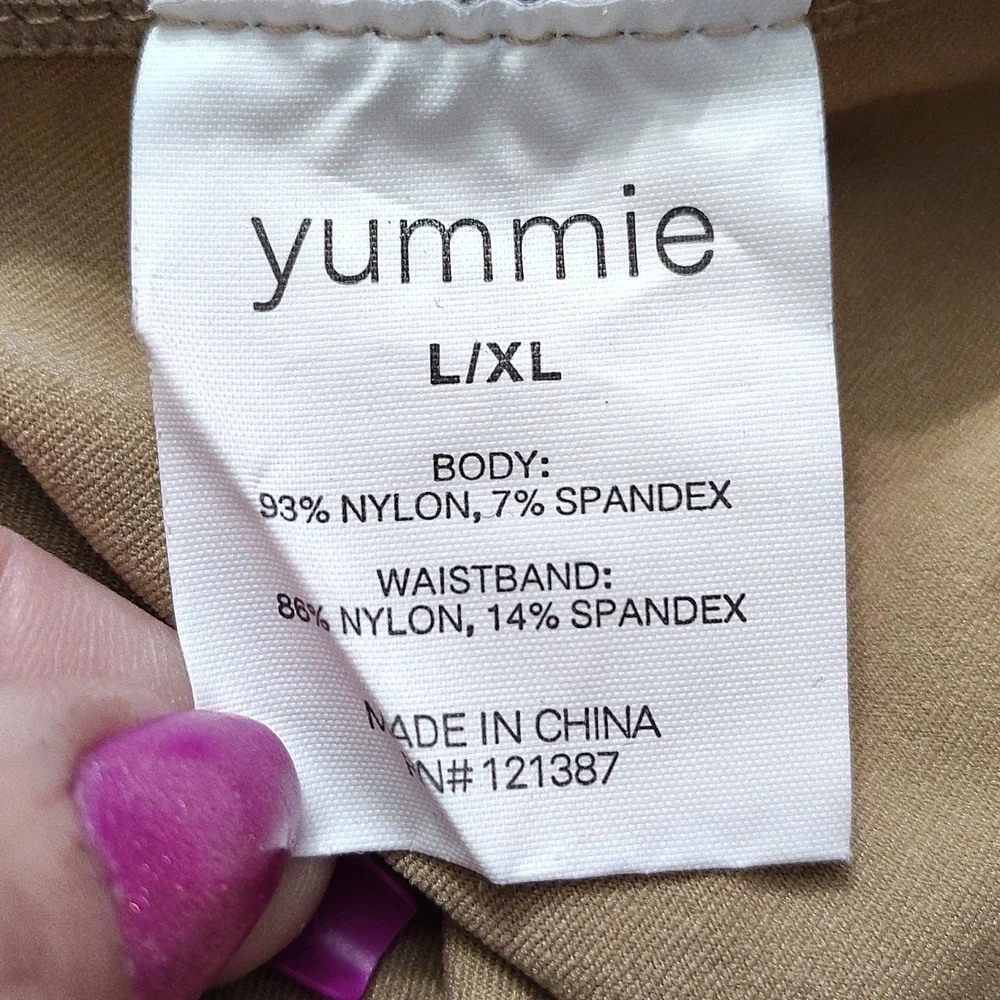 yummie
L/XL
BODY:
93% NYLON, 7% SPANDEX
WAISTBAND:
86% NYLON, 14% SPANDEX
MADE IN CHINA
121387